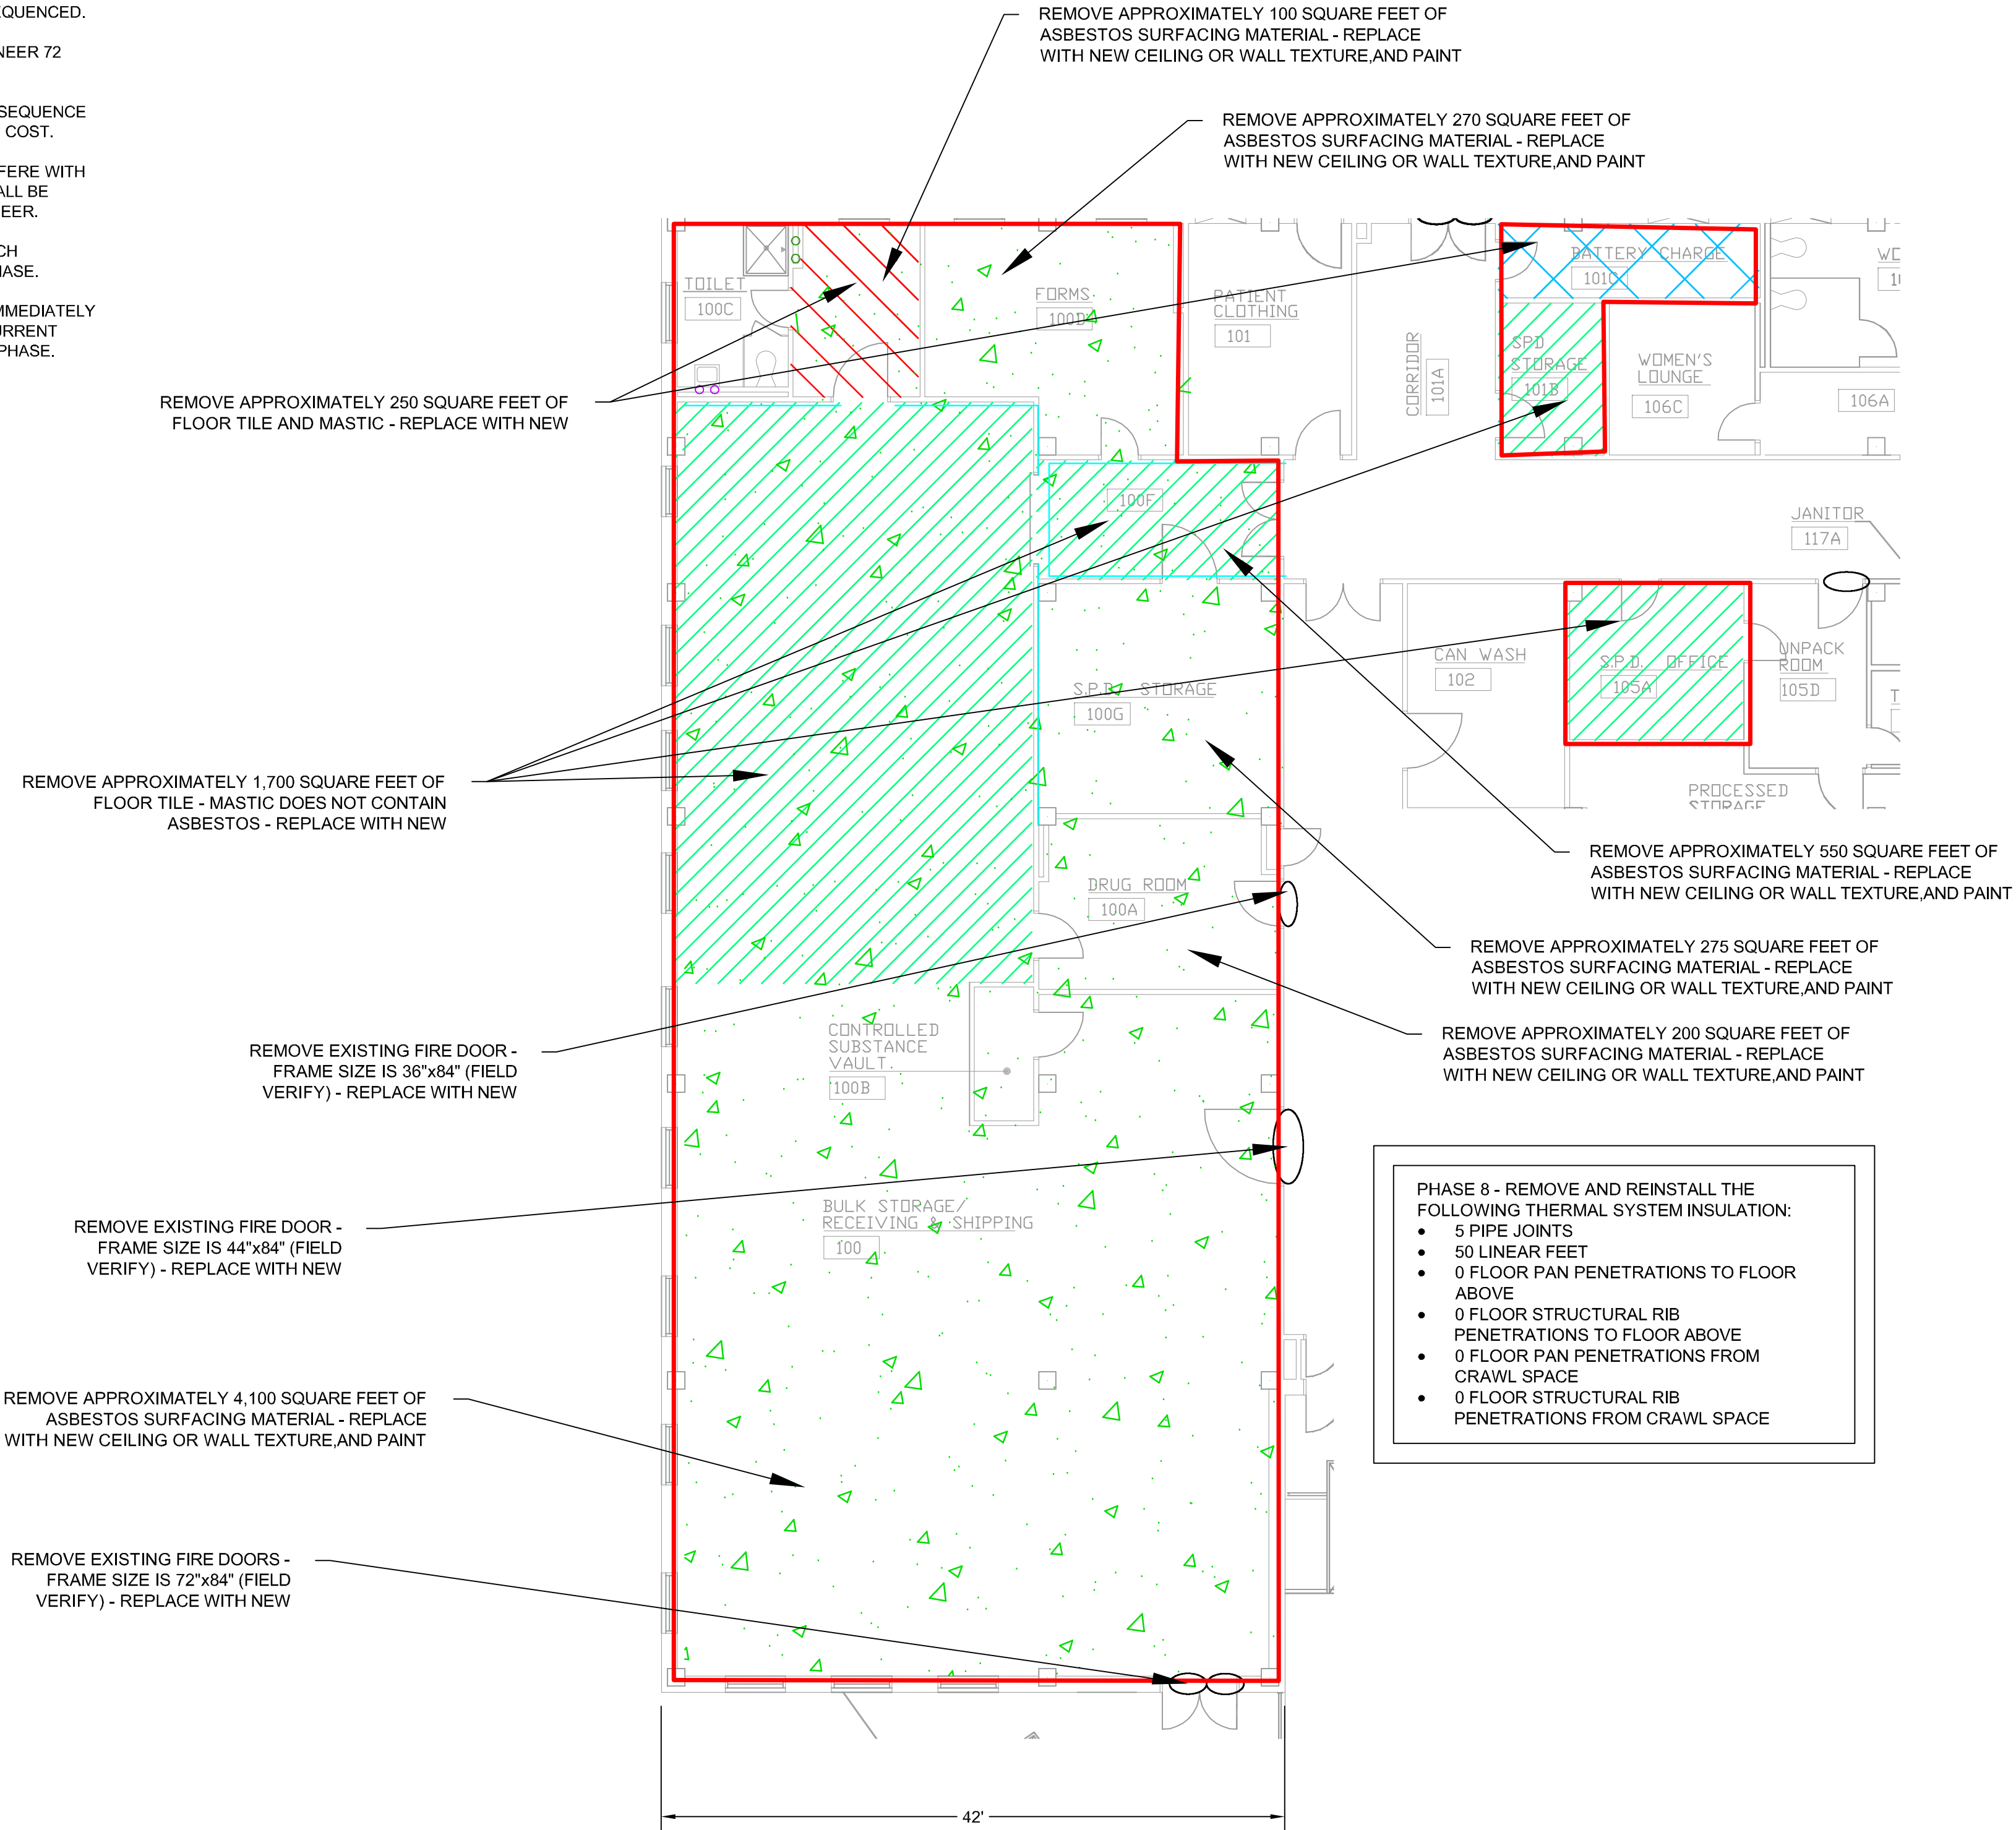 EQUENCED.
NEER 72
SEQUENCE
COST.
FERE WITH
ALL BE
EER.
CH
HASE.
MMEDIATELY
URRENT
PHASE.
REMOVE APPROXIMATELY 100 SQUARE FEET OF
ASBESTOS SURFACING MATERIAL - REPLACE
WITH NEW CEILING OR WALL TEXTURE,AND PAINT
REMOVE APPROXIMATELY 270 SQUARE FEET OF
ASBESTOS SURFACING MATERIAL - REPLACE
WITH NEW CEILING OR WALL TEXTURE,AND PAINT
TOILET
100C
FORMS
100D
PATIENT
CLOTHING
101
CORRIDOR
101A
BATTERY CHARGE
101C
SPD
STORAGE
101B
WOMEN'S
LOUNGE
106C
WO
10
106A
REMOVE APPROXIMATELY 250 SQUARE FEET OF
FLOOR TILE AND MASTIC - REPLACE WITH NEW
100F
JANITOR
117A
CAN WASH
102
S.P.D. OFFICE
105A
UNPACK
ROOM
105D
T
PROCESSED
STORAGE
S.P.D. STORAGE
100G
REMOVE APPROXIMATELY 1,700 SQUARE FEET OF
FLOOR TILE - MASTIC DOES NOT CONTAIN
ASBESTOS - REPLACE WITH NEW
REMOVE APPROXIMATELY 550 SQUARE FEET OF
ASBESTOS SURFACING MATERIAL - REPLACE
WITH NEW CEILING OR WALL TEXTURE,AND PAINT
DRUG ROOM
100A
REMOVE APPROXIMATELY 275 SQUARE FEET OF
ASBESTOS SURFACING MATERIAL - REPLACE
WITH NEW CEILING OR WALL TEXTURE,AND PAINT
REMOVE APPROXIMATELY 200 SQUARE FEET OF
ASBESTOS SURFACING MATERIAL - REPLACE
WITH NEW CEILING OR WALL TEXTURE,AND PAINT
CONTROLLED
SUBSTANCE
VAULT.
100B
REMOVE EXISTING FIRE DOOR -
FRAME SIZE IS 36"x84" (FIELD
VERIFY) - REPLACE WITH NEW
BULK STORAGE/
RECEIVING & SHIPPING
100
REMOVE EXISTING FIRE DOOR -
FRAME SIZE IS 44"x84" (FIELD
VERIFY) - REPLACE WITH NEW
PHASE 8 - REMOVE AND REINSTALL THE
FOLLOWING THERMAL SYSTEM INSULATION:
• 5 PIPE JOINTS
• 50 LINEAR FEET
• 0 FLOOR PAN PENETRATIONS TO FLOOR
ABOVE
• 0 FLOOR STRUCTURAL RIB
PENETRATIONS TO FLOOR ABOVE
• 0 FLOOR PAN PENETRATIONS FROM
CRAWL SPACE
• 0 FLOOR STRUCTURAL RIB
PENETRATIONS FROM CRAWL SPACE
REMOVE APPROXIMATELY 4,100 SQUARE FEET OF
ASBESTOS SURFACING MATERIAL - REPLACE
WITH NEW CEILING OR WALL TEXTURE,AND PAINT
REMOVE EXISTING FIRE DOORS -
FRAME SIZE IS 72"x84" (FIELD
VERIFY) - REPLACE WITH NEW
42'